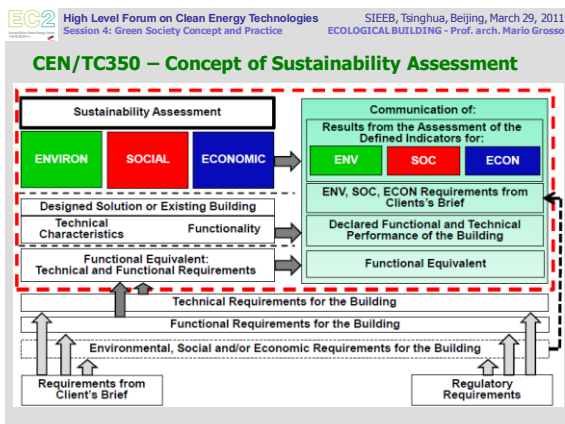 EC2
High Level Forum on Clean Energy Technologies
SIEEB, Tsinghua, Beijing, March 29, 2011
Session 4: Green Society Concept and Practice
ECOLOGICAL BUILDING - Prof. arch. Mario Grosso
CEN/TC350 – Concept of Sustainability Assessment
Sustainability Assessment
ENVIRON
SOCIAL
ECONOMIC
Designed Solution or Existing Building
Technical
Characteristics
Functionality
Functional Equivalent:
Technical and Functional Requirements
Communication of:
Results from the Assessment of the
Defined Indicators for:
ENV
SOC
ECON
ENV, SOC, ECON Requirements from
Clients's Brief
Declared Functional and Technical
Performance of the Building
Functional Equivalent
Technical Requirements for the Building
Functional Requirements for the Building
Environmental, Social and/or Economic Requirements for the Building
Requirements from
Client's Brief
Regulatory
Requirements